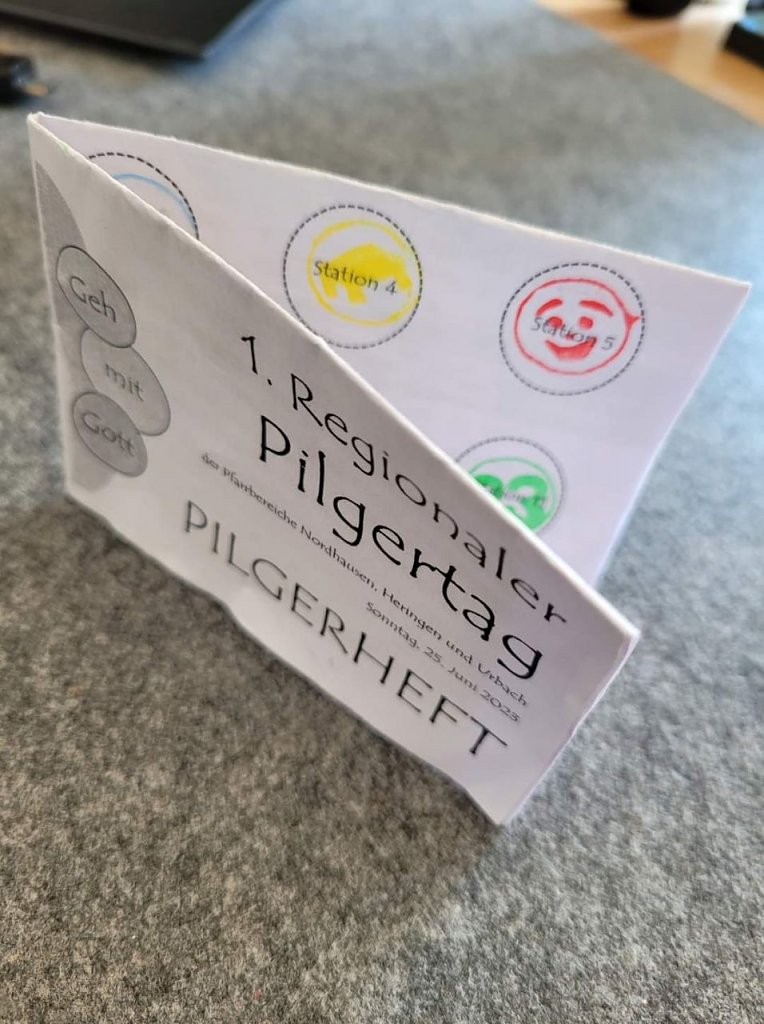 Geh
mit
Gott
1. Regionaler
Pilgertag
der Pfarrbereiche Nordhausen, Heringen und Urbach
Sonntag, 25. Juni 2023
PILGERHEFT
Station 4
Station 5